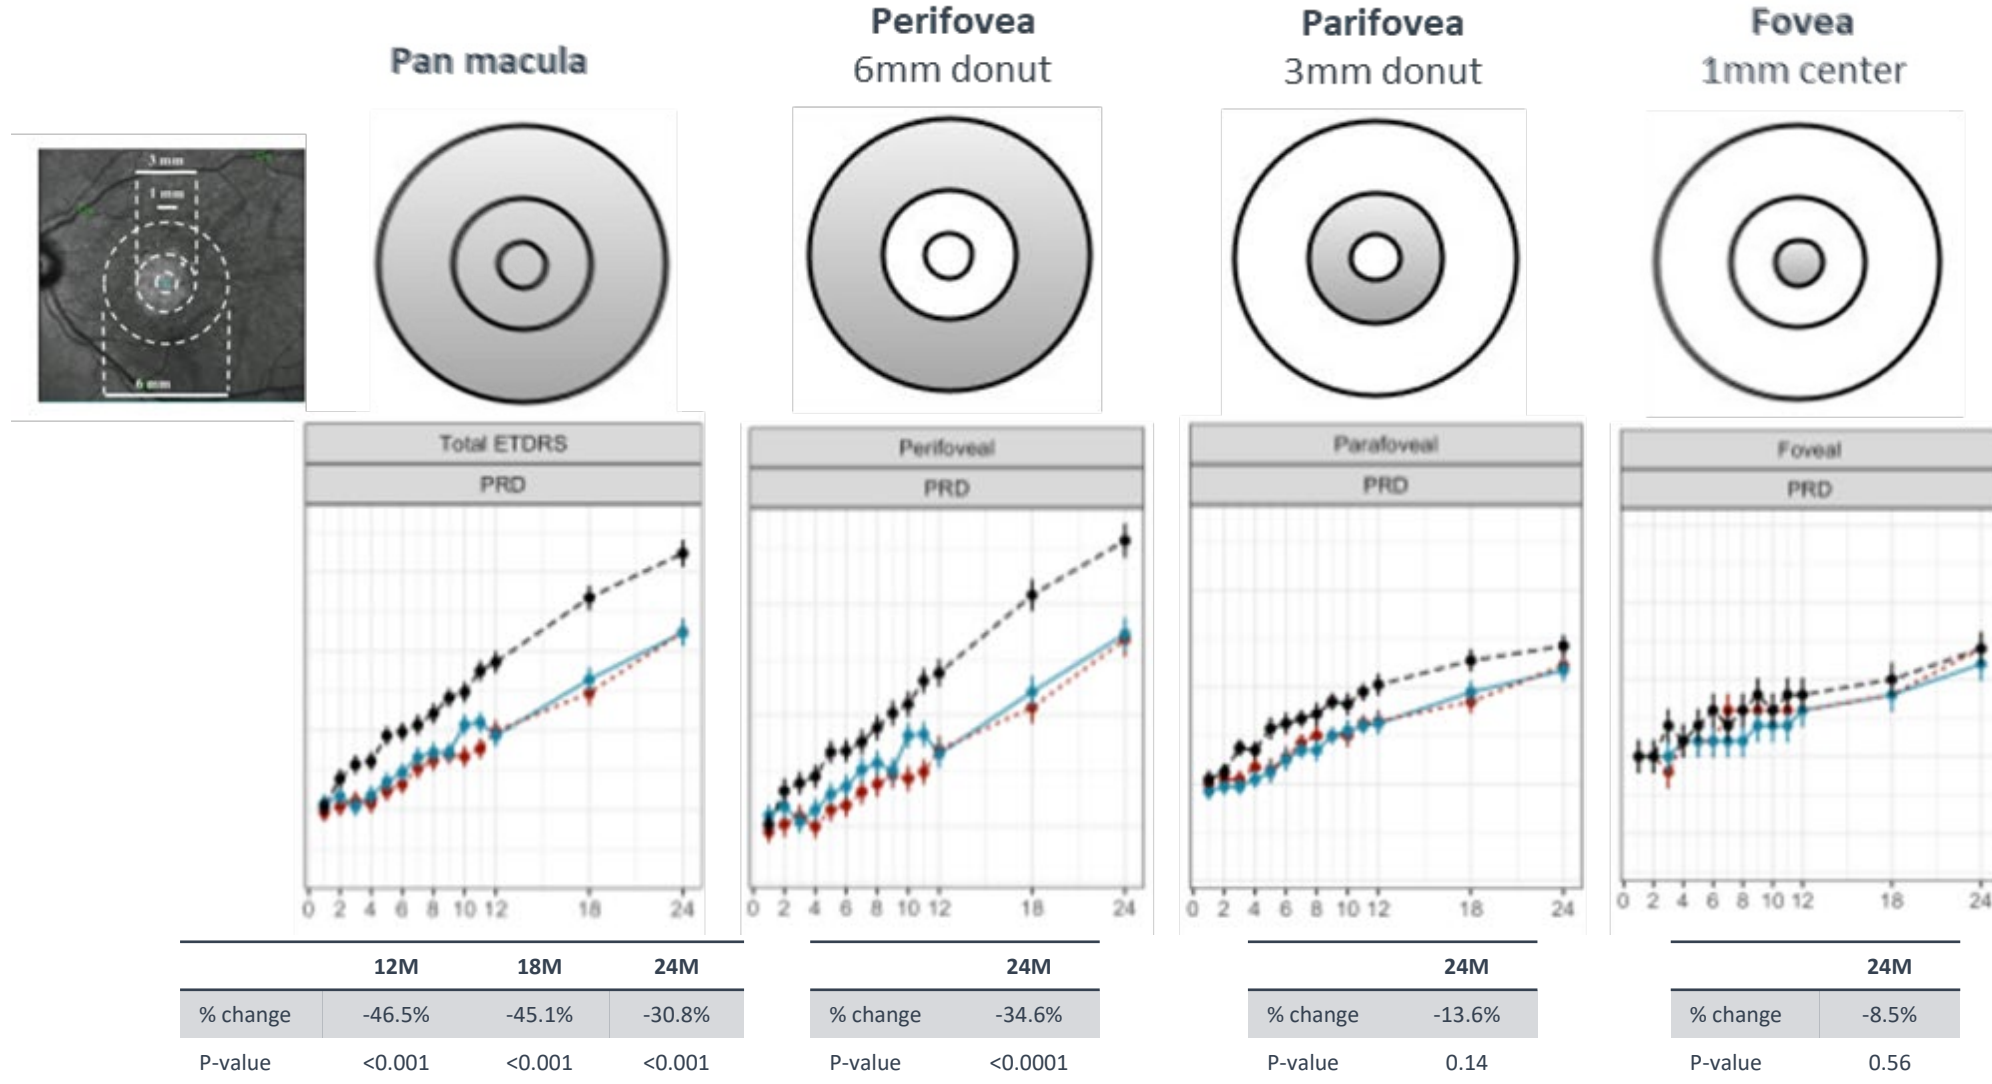 Pan macula
Perifovea
6mm donut
Parifovea
3mm donut
Fovea
1mm center
3 mm
1 mm
6 mm
Total ETDRS
PRD
0 2 4 6 8 10 12 18 24
Perifoveal
PRD
0 2 4 6 8 10 12 18 24
Parafoveal
PRD
0 2 4 6 8 10 12 18 24
Foveal
PRD
0 2 4 6 8 10 12 18 24
12M 18M 24M
% change -46.5% -45.1% -30.8%
P-value <0.001 <0.001 <0.001
24M
% change -34.6%
P-value <0.0001
24M
% change -13.6%
P-value 0.14
24M
% change -8.5%
P-value 0.56